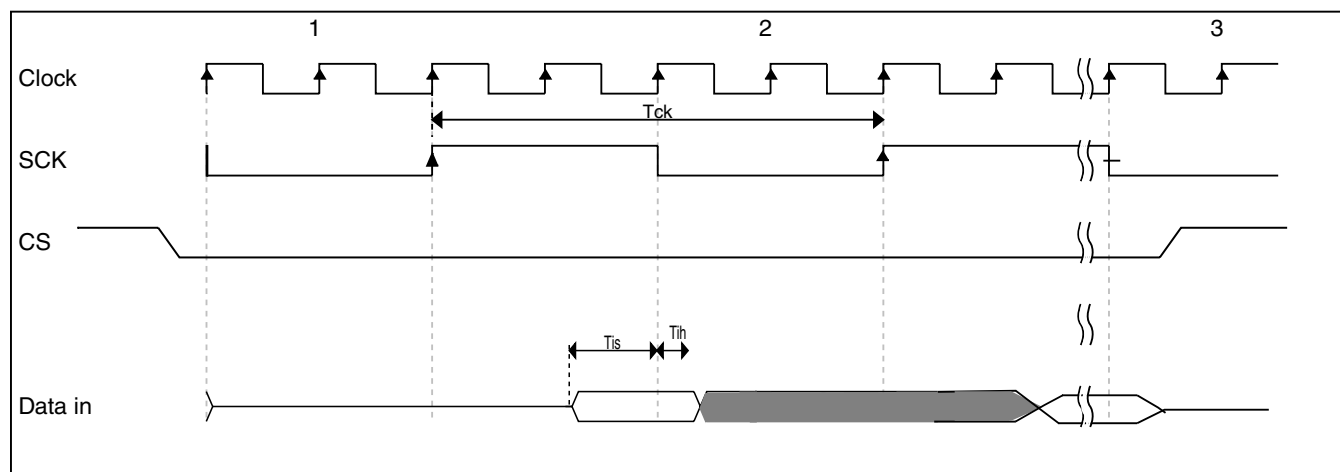 1 2 3
Clock
Tck
SCK
CS
Tis Tih
Data in